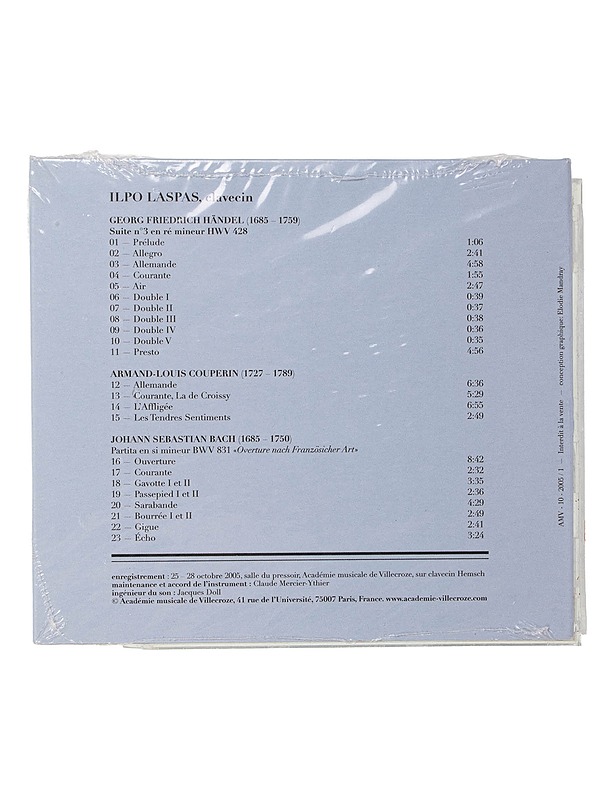 ILPO LASPAS, clavecin
GEORG FRIEDRICH HÄNDEL (1685 – 1759)
Suite n°3 en ré mineur HWV 428
01 — Prélude 1:06
02 — Allegro 2:41
03 — Allemande 4:58
04 — Courante 1:55
05 — Air 2:47
06 — Double I 0:39
07 — Double II 0:37
08 — Double III 0:38
09 — Double IV 0:36
10 — Double V 0:35
11 — Presto 4:56
ARMAND-LOUIS COUPERIN (1727 – 1789)
12 — Allemande 6:36
13 — Courante, La de Croissy 5:29
14 — L'Affligée 6:55
15 — Les Tendres Sentiments 2:49
JOHANN SEBASTIAN BACH (1685 – 1750)
Partita en si mineur BWV 831 «Overture nach Französicher Art»
16 — Ouverture 8:42
17 — Courante 2:32
18 — Gavotte I et II 3:35
19 — Passepied I et II 2:36
20 — Sarabande 4:29
21 — Bourrée I et II 2:49
22 — Gigue 2:41
23 — Écho 3:24
enregistrement : 25 – 28 octobre 2005, salle du pressoir, Académie musicale de Villecroze, sur clavecin Hemsch
maintenance et accord de l'instrument : Claude Mercier-Ythier
ingénieur du son : Jacques Doll
© Académie musicale de Villecroze, 41 rue de l'Université, 75007 Paris, France. www.academie-villecroze.com
AMV - 10 - 2005 / 1 — Interdit à la vente — conception graphique: Elodie Mandray